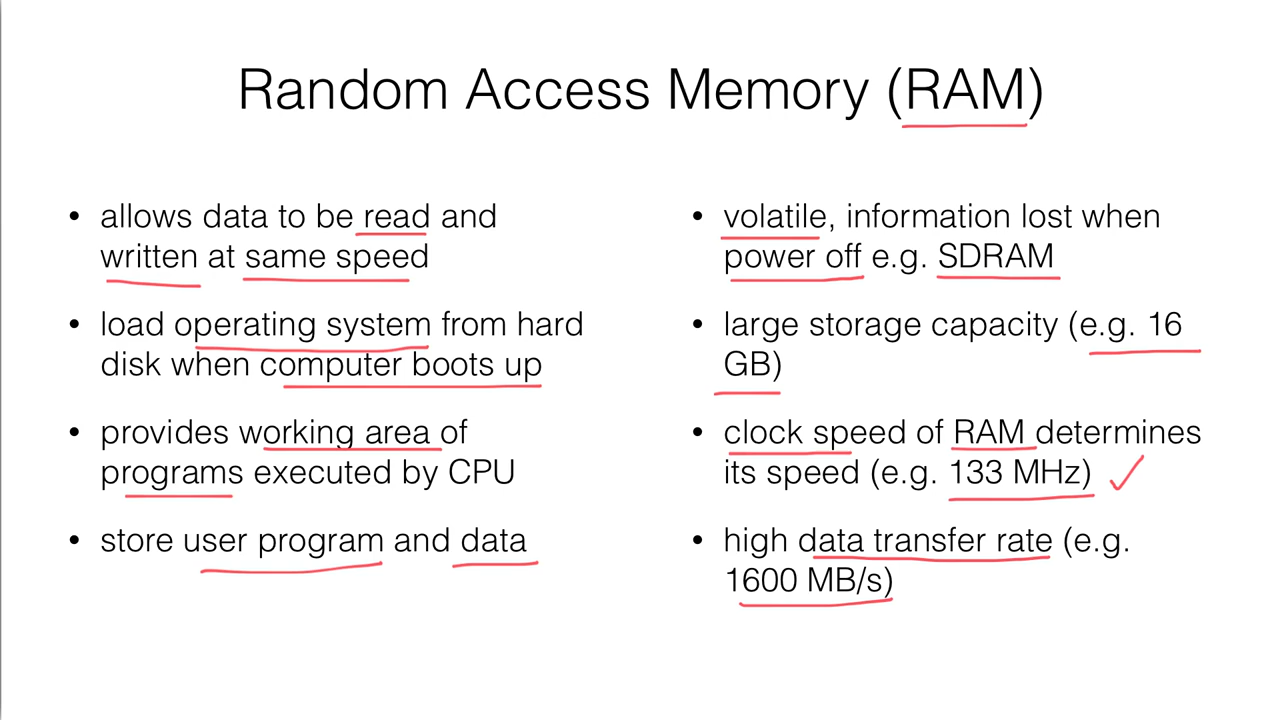 Random Access Memory (RAM)
• allows data to be read and
written at same speed
• load operating system from hard
disk when computer boots up
• provides working area of
programs executed by CPU
• store user program and data
• volatile, information lost when
power off e.g. SDRAM
• large storage capacity (e.g. 16
GB)
• clock speed of RAM determines
its speed (e.g. 133 MHz)
• high data transfer rate (e.g.
1600 MB/s)